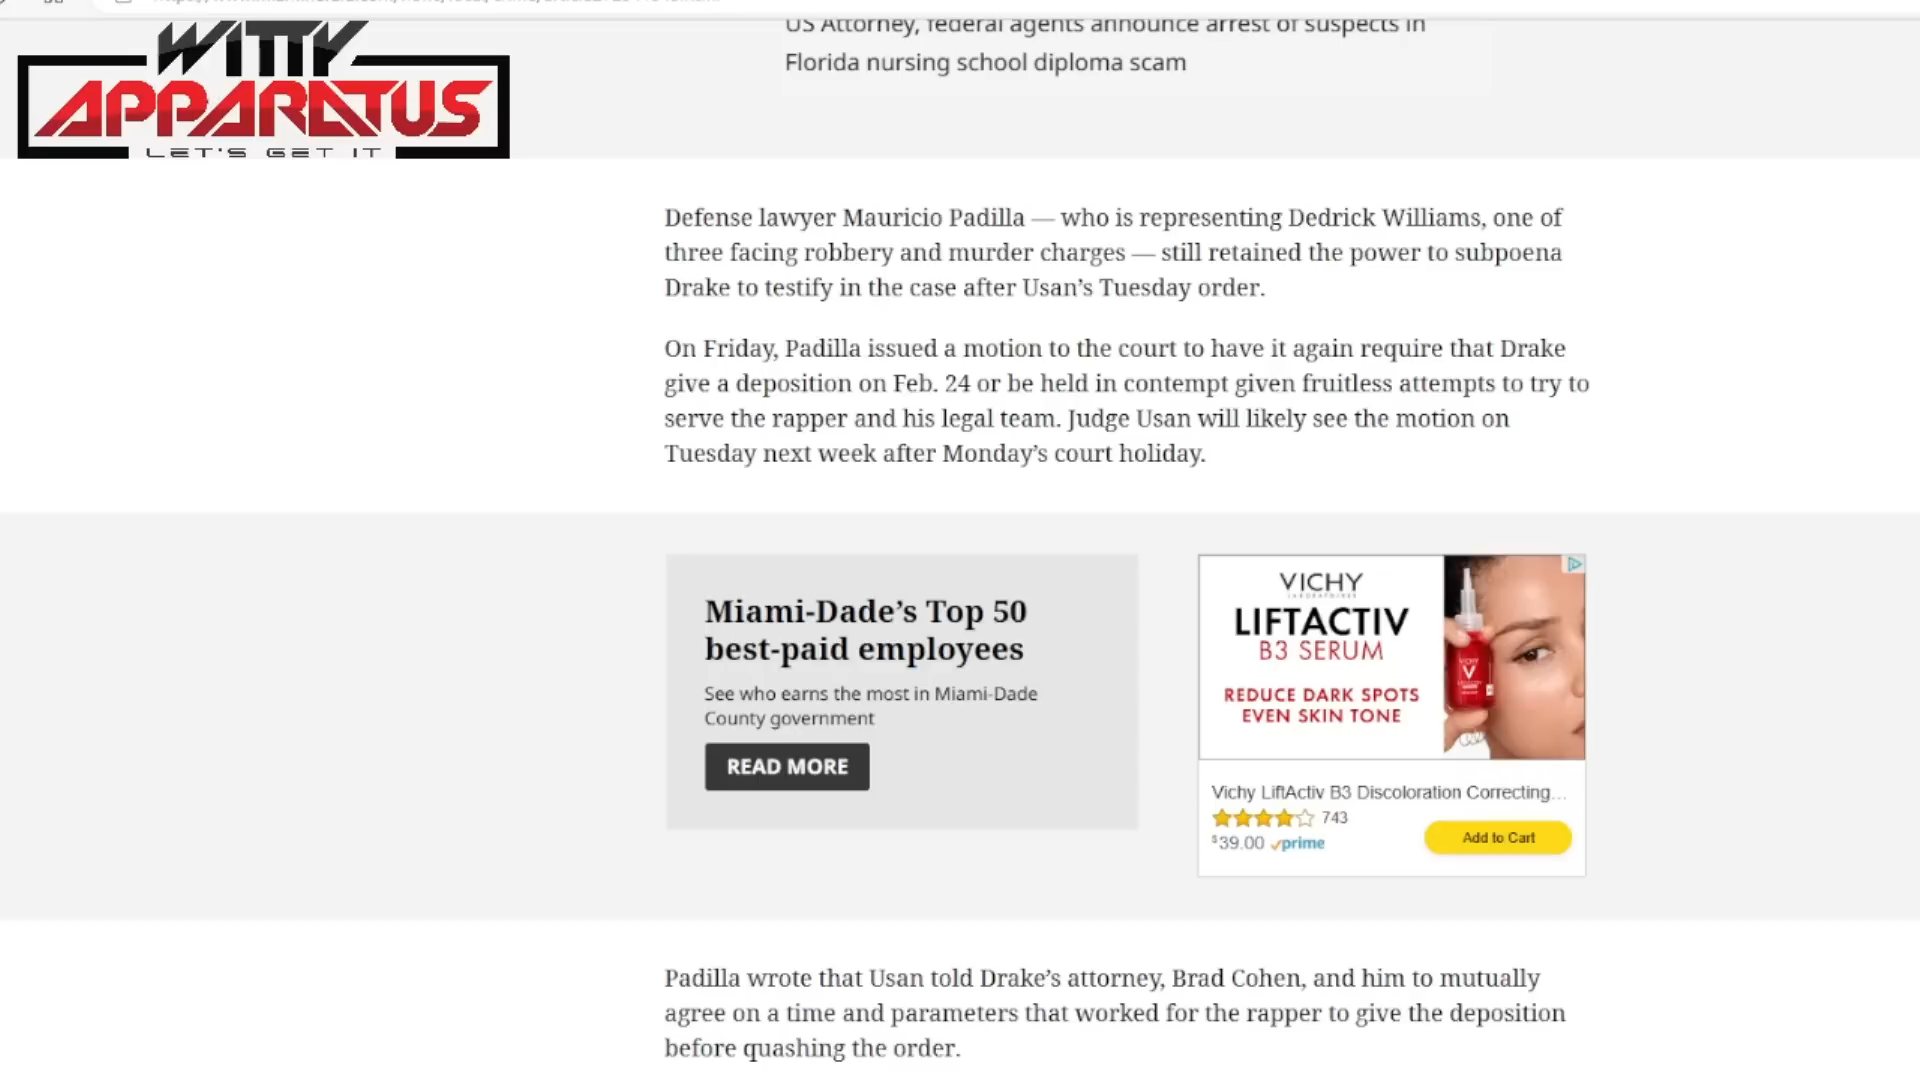 US Attorney, federal agents announce arrest of suspects in
Florida nursing school diploma scam
WITTY
APPARATUS
LET'S GET IT
Defense lawyer Mauricio Padilla — who is representing Dedrick Williams, one of
three facing robbery and murder charges — still retained the power to subpoena
Drake to testify in the case after Usan’s Tuesday order.
On Friday, Padilla issued a motion to the court to have it again require that Drake
give a deposition on Feb. 24 or be held in contempt given fruitless attempts to try to
serve the rapper and his legal team. Judge Usan will likely see the motion on
Tuesday next week after Monday’s court holiday.
Miami-Dade’s Top 50
best-paid employees
See who earns the most in Miami-Dade
County government
READ MORE
VICHY
LABORATOIRES
LIFTACTIV
B3 SERUM
REDUCE DARK SPOTS
EVEN SKIN TONE
VICHY
Vichy LiftActiv B3 Discoloration Correcting...
743
$39.00 prime
Add to Cart
Padilla wrote that Usan told Drake’s attorney, Brad Cohen, and him to mutually
agree on a time and parameters that worked for the rapper to give the deposition
before quashing the order.